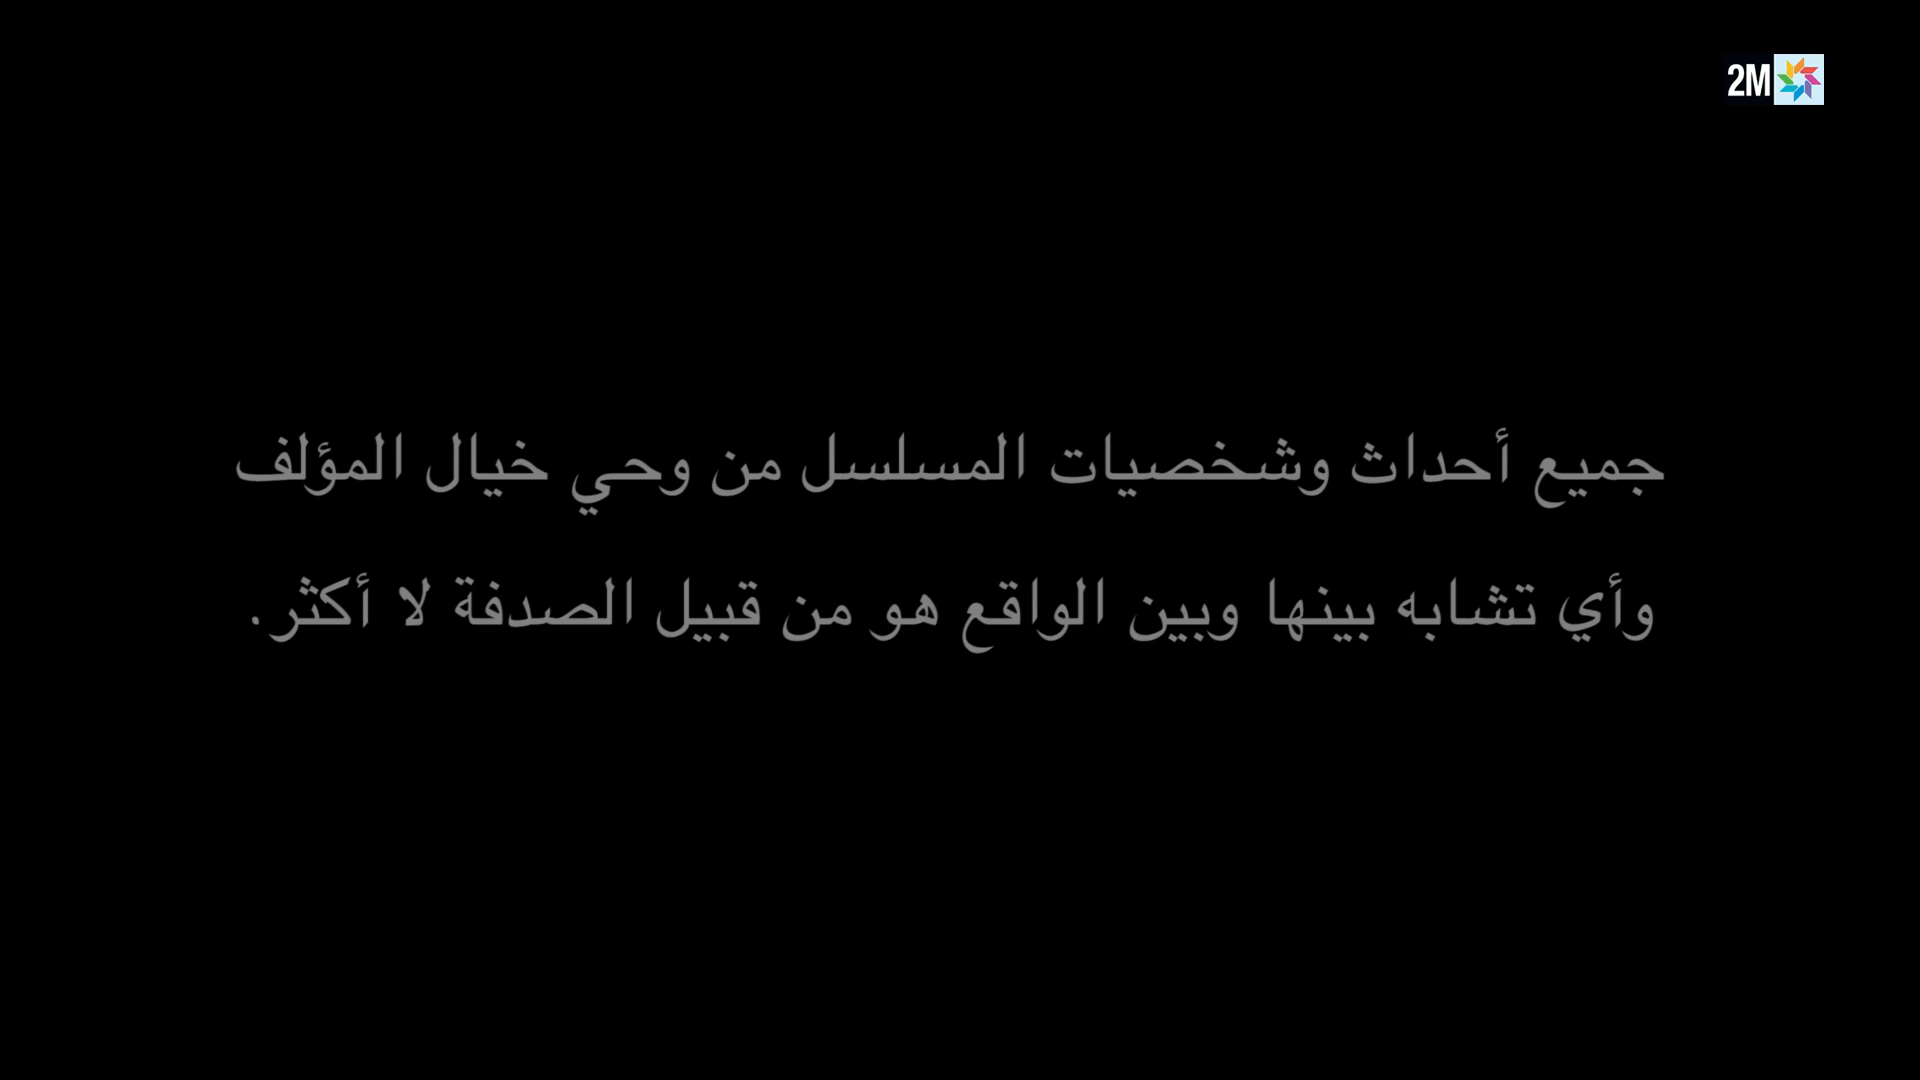 2M
جميع أحداث وشخصيات المسلسل من وحي خيال المؤلف
وأي تشابه بينها وبين الواقع هو من قبيل الصدفة لا أكثر.